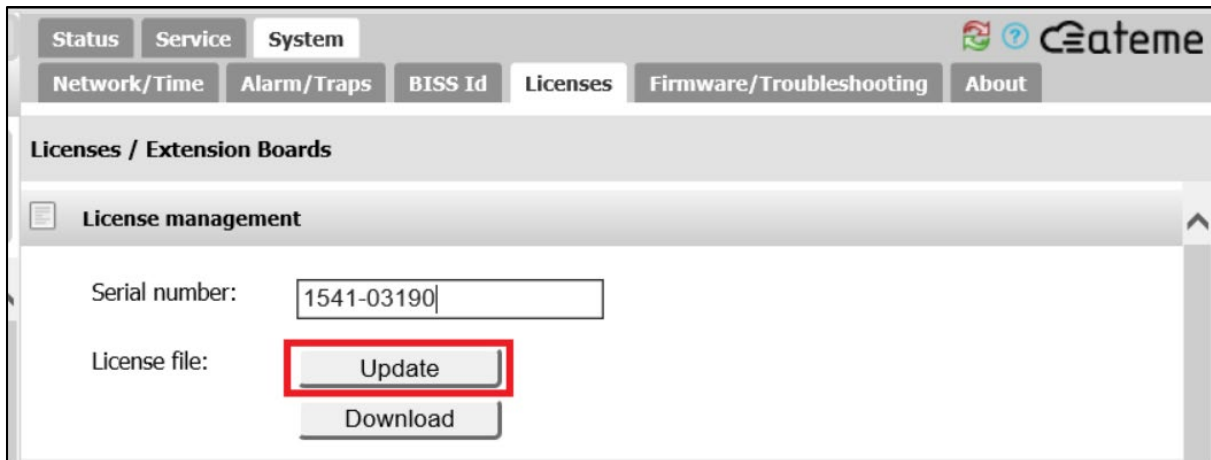 Status Service System ateme
Network/Time Alarm/Traps BISS Id Licenses Firmware/Troubleshooting About
Licenses / Extension Boards
License management
Serial number: 1541-03190
License file: Update
Download